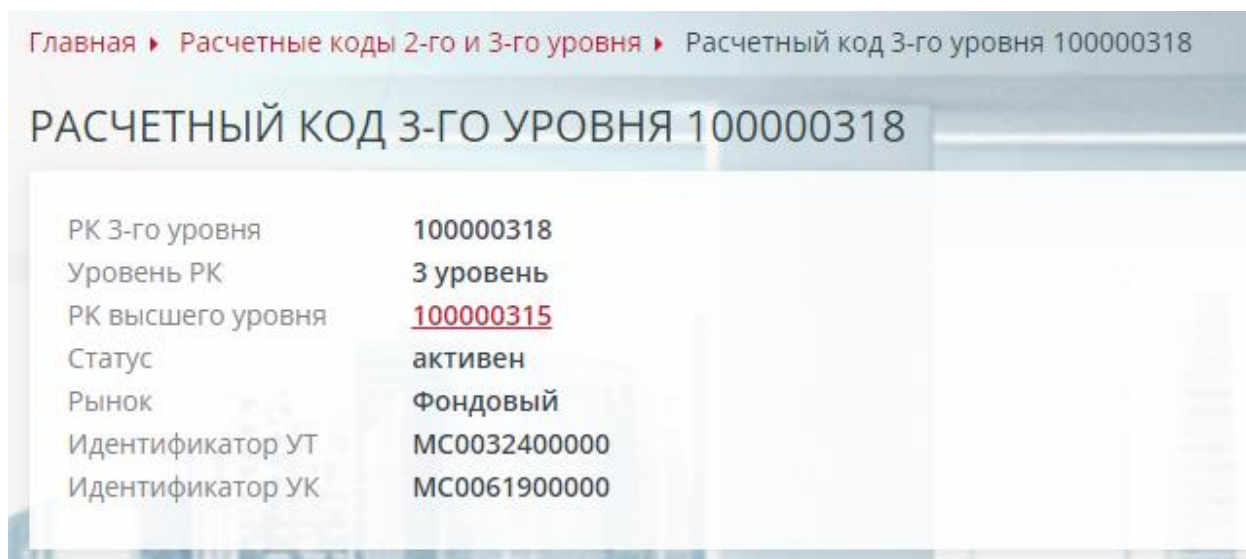 Главная Расчетные коды 2-го и 3-го уровня Расчетный код 3-го уровня 100000318
РАСЧЕТНЫЙ КОД 3-ГО УРОВНЯ 100000318
РК 3-го уровня 100000318
Уровень РК 3 уровень
РК высшего уровня 100000315
Статус активен
Рынок Фондовый
Идентификатор УТ MC0032400000
Идентификатор УК MC0061900000